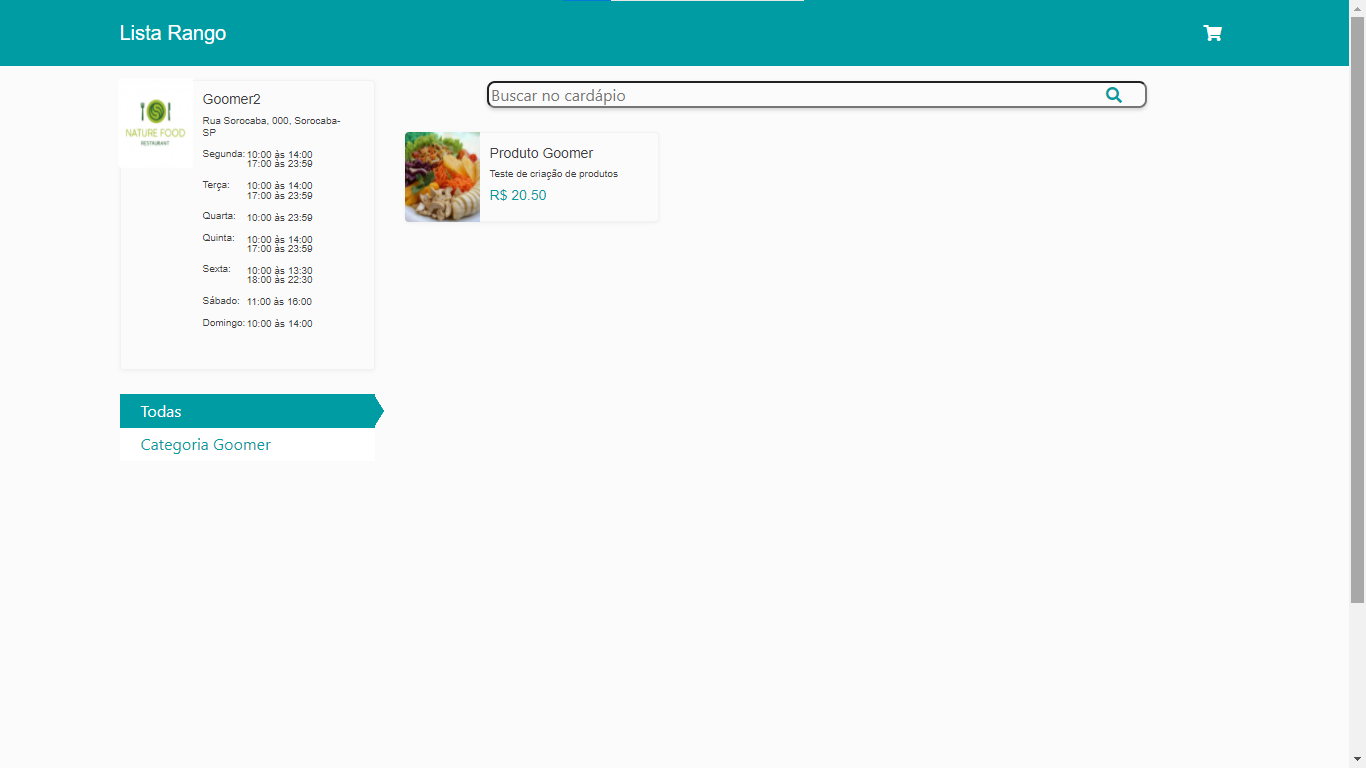 Lista Rango
NATURE FOOD
RESTAURANT
Goomer2
Rua Sorocaba, 000, Sorocaba-
SP
Segunda: 10:00 às 14:00
17:00 às 23:59
Terça: 10:00 às 14:00
17:00 às 23:59
Quarta: 10:00 às 23:59
Quinta: 10:00 às 14:00
17:00 às 23:59
Sexta: 10:00 às 13:30
18:00 às 22:30
Sábado: 11:00 às 16:00
Domingo: 10:00 às 14:00
Todas
Categoria Goomer
Buscar no cardápio
Produto Goomer
Teste de criação de produtos
R$ 20.50